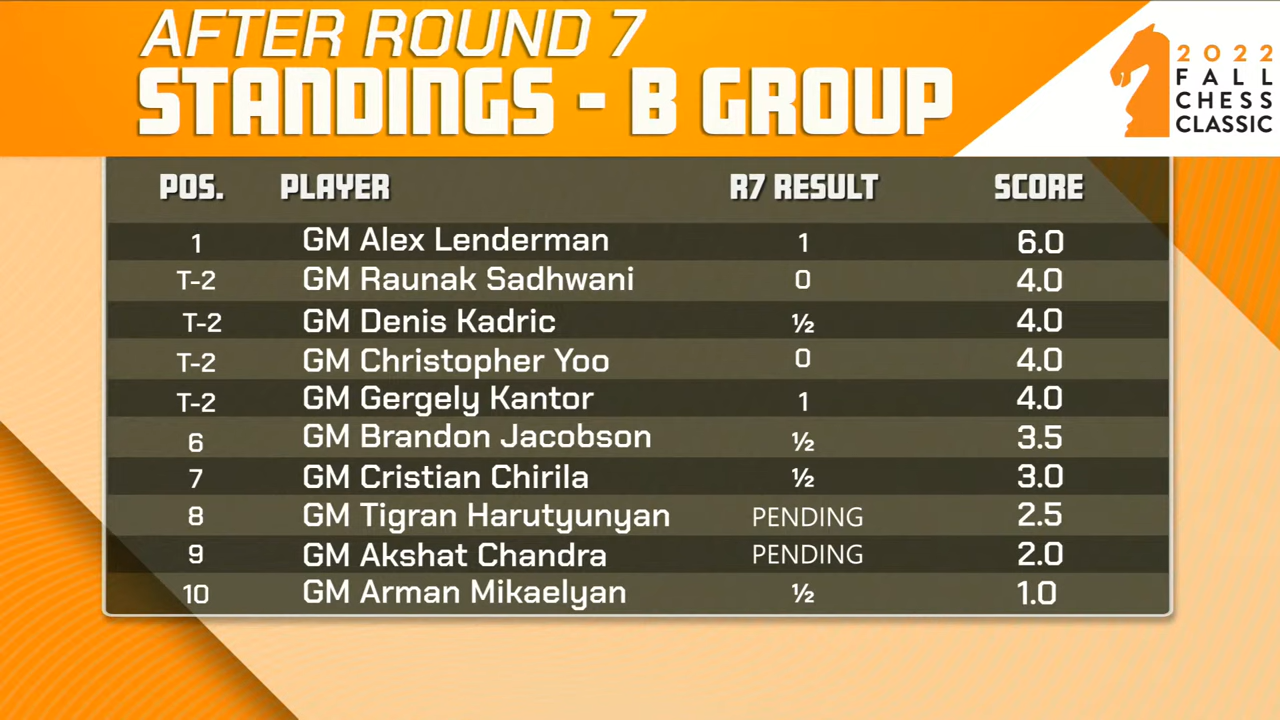 AFTER ROUND 7
STANDINGS - B GROUP
2022
FALL
CHESS
CLASSIC
POS. PLAYER R7 RESULT SCORE
1 GM Alex Lenderman 1 6.0
T-2 GM Raunak Sadhwani 0 4.0
T-2 GM Denis Kadric ½ 4.0
T-2 GM Christopher Yoo 0 4.0
T-2 GM Gergely Kantor 1 4.0
6 GM Brandon Jacobson ½ 3.5
7 GM Cristian Chirila ½ 3.0
8 GM Tigran Harutyunyan PENDING 2.5
9 GM Akshat Chandra PENDING 2.0
10 GM Arman Mikaelyan ½ 1.0